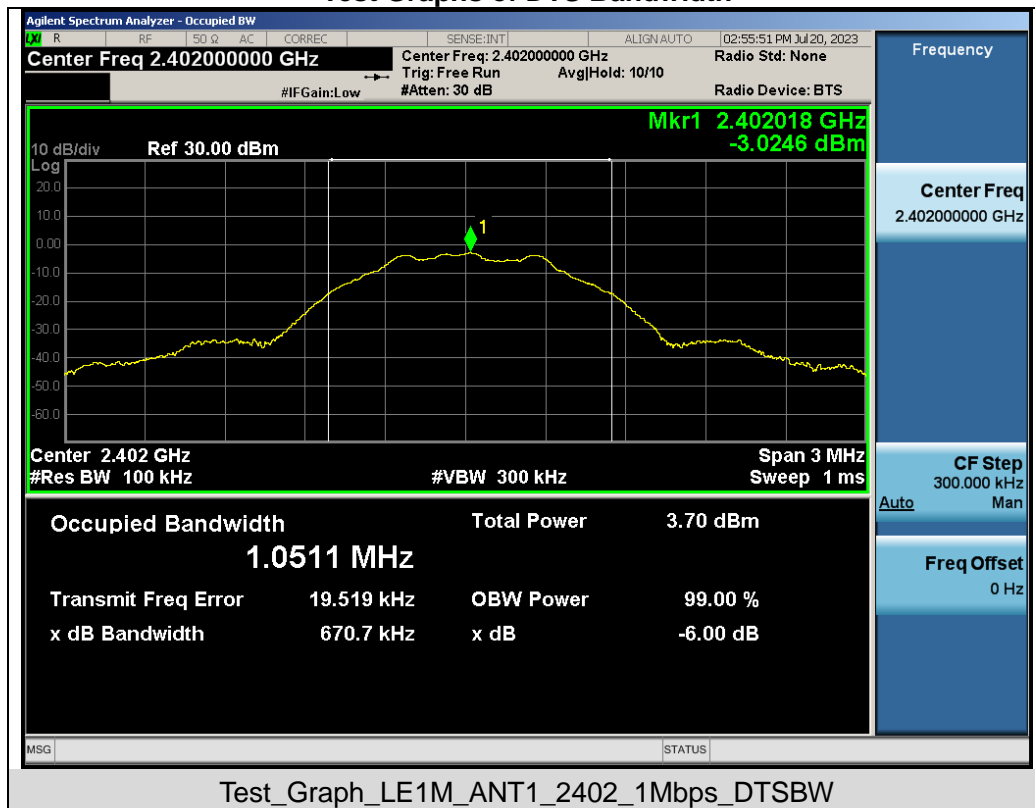 Test Graphs of DTS Bandwidth
Agilent Spectrum Analyzer - Occupied BW
LXI R RF 50 Ω AC CORREC SENSE:INT ALIGN AUTO 02:55:51 PM Jul 20, 2023
Center Freq 2.402000000 GHz
Center Freq: 2.402000000 GHz
Radio Std: None
Trig: Free Run Avg|Hold: 10/10
#IFGain:Low #Atten: 30 dB Radio Device: BTS
Mkr1 2.402018 GHz
-3.0246 dBm
10 dB/div Ref 30.00 dBm
Log
20.0
10.0
0.00
-10.0
-20.0
-30.0
-40.0
-50.0
-60.0
1
Center 2.402 GHz Span 3 MHz
#Res BW 100 kHz #VBW 300 kHz Sweep 1 ms
Occupied Bandwidth Total Power 3.70 dBm
1.0511 MHz
Transmit Freq Error 19.519 kHz OBW Power 99.00 %
x dB Bandwidth 670.7 kHz x dB -6.00 dB
Frequency
Center Freq
2.402000000 GHz
CF Step
300.000 kHz
Auto Man
Freq Offset
0 Hz
MSG STATUS
Test_Graph_LE1M_ANT1_2402_1Mbps_DTSBW